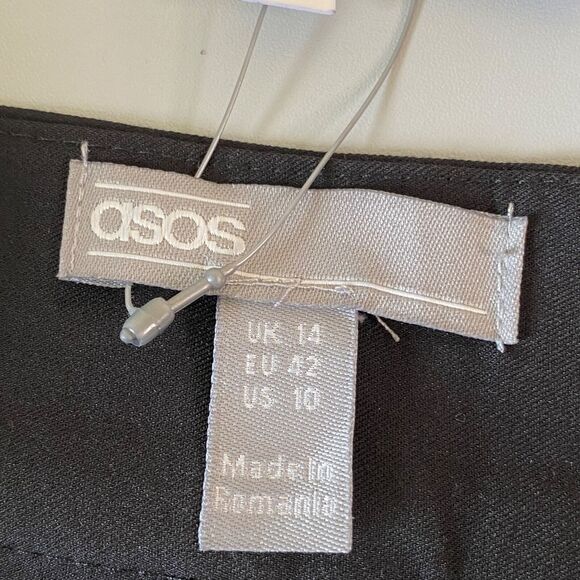 asos
UK 14
EU 42
US 10
Made In
Romania